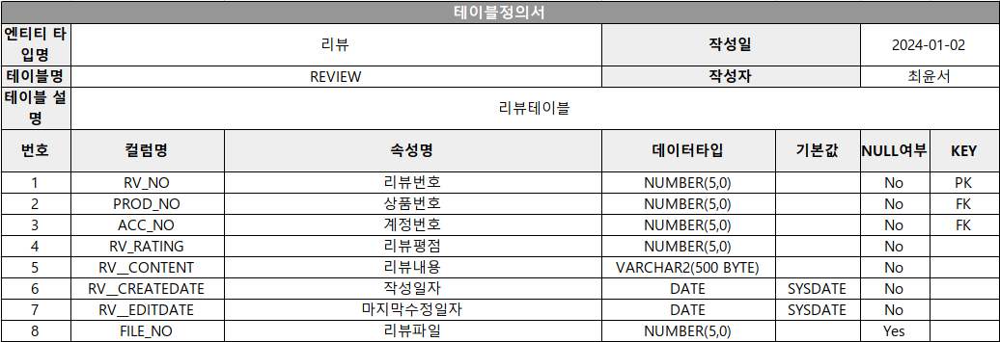 테이블정의서
엔티티 타입명 리뷰 작성일 2024-01-02
테이블명 REVIEW 작성자 최윤서
테이블 설명 리뷰테이블
번호 컬럼명 속성명 데이터타입 기본값 NULL여부 KEY
1 RV_NO 리뷰번호 NUMBER(5,0) No PK
2 PROD_NO 상품번호 NUMBER(5,0) No FK
3 ACC_NO 계정번호 NUMBER(5,0) No FK
4 RV_RATING 리뷰평점 NUMBER(5,0) No
5 RV__CONTENT 리뷰내용 VARCHAR2(500 BYTE) No
6 RV__CREATEDATE 작성일자 DATE SYSDATE No
7 RV__EDITDATE 마지막수정일자 DATE SYSDATE No
8 FILE_NO 리뷰파일 NUMBER(5,0) Yes